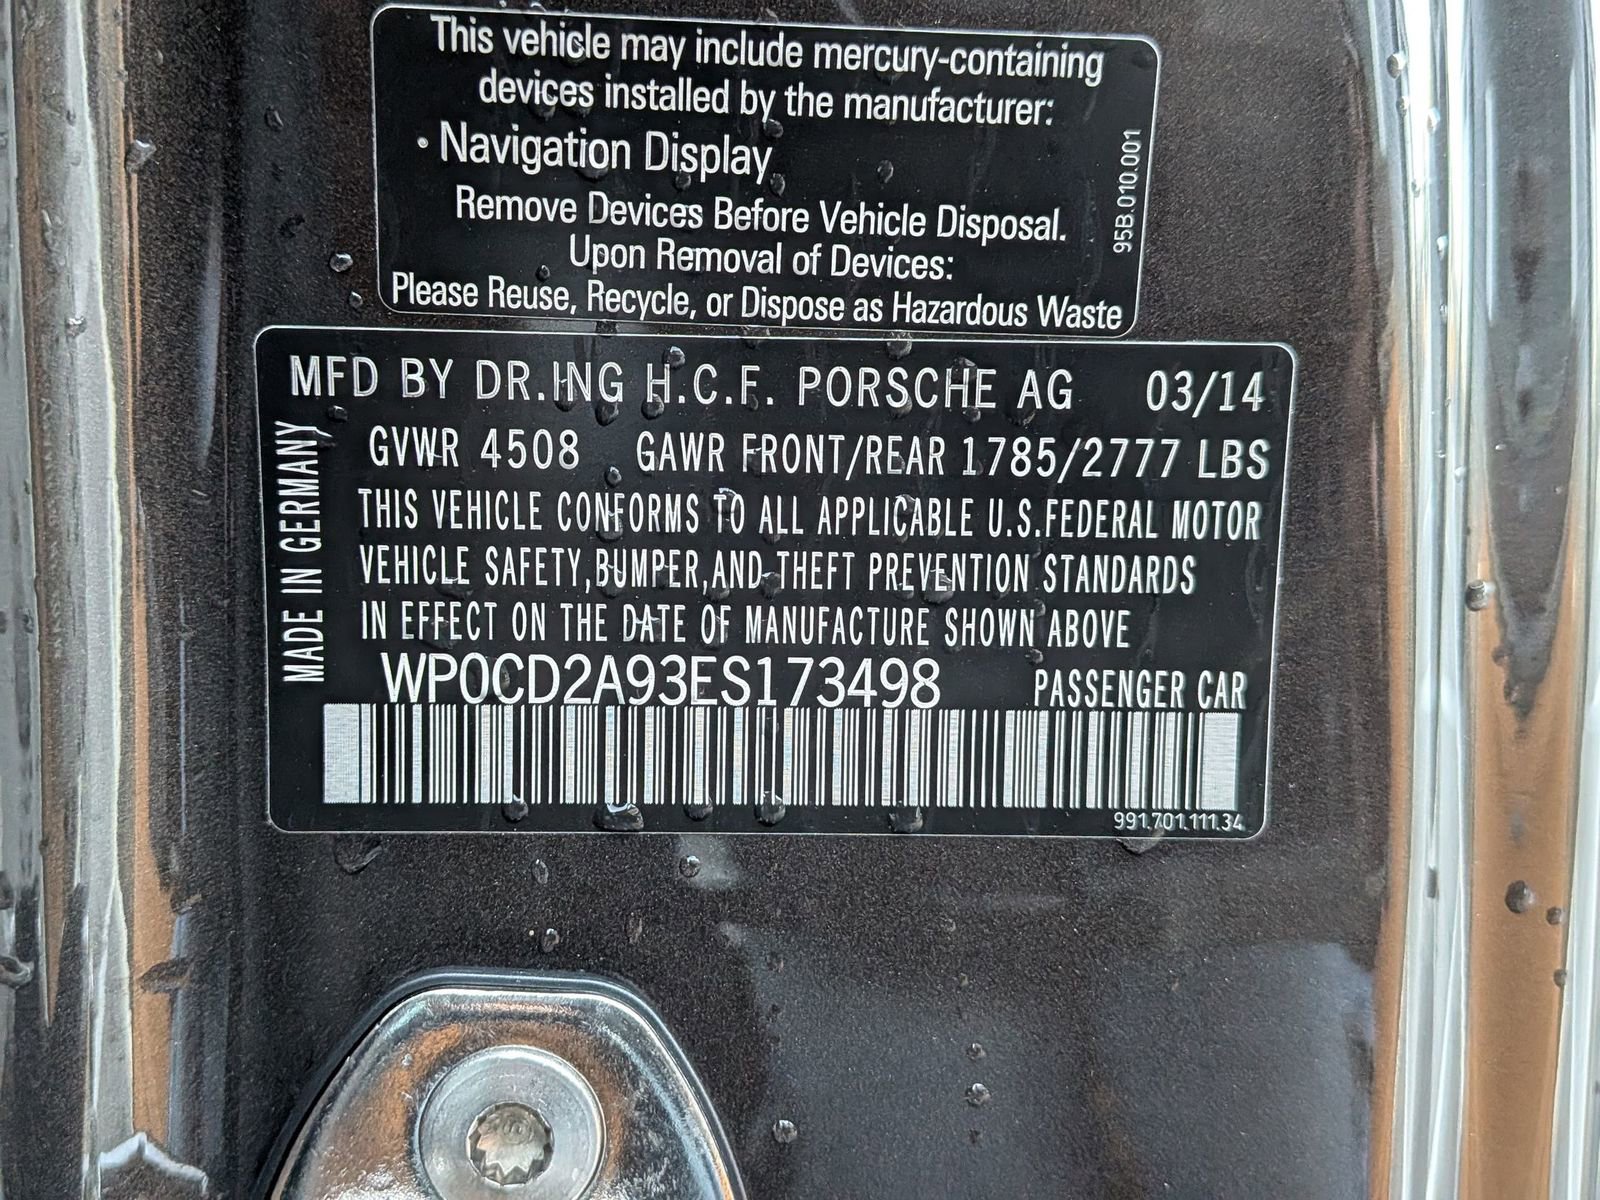 This vehicle may include mercury-containing
devices installed by the manufacturer:
· Navigation Display
Remove Devices Before Vehicle Disposal.
Upon Removal of Devices:
Please Reuse, Recycle, or Dispose as Hazardous Waste
95B.010.001
MFD BY DR.ING H.C.F. PORSCHE AG 03/14
GVWR 4508 GAWR FRONT/REAR 1785/2777 LBS
THIS VEHICLE CONFORMS TO ALL APPLICABLE U.S.FEDERAL MOTOR
VEHICLE SAFETY,BUMPER,AND THEFT PREVENTION STANDARDS
IN EFFECT ON THE DATE OF MANUFACTURE SHOWN ABOVE
MADE IN GERMANY
WP0CD2A93ES173498 PASSENGER CAR
991.701.111.34